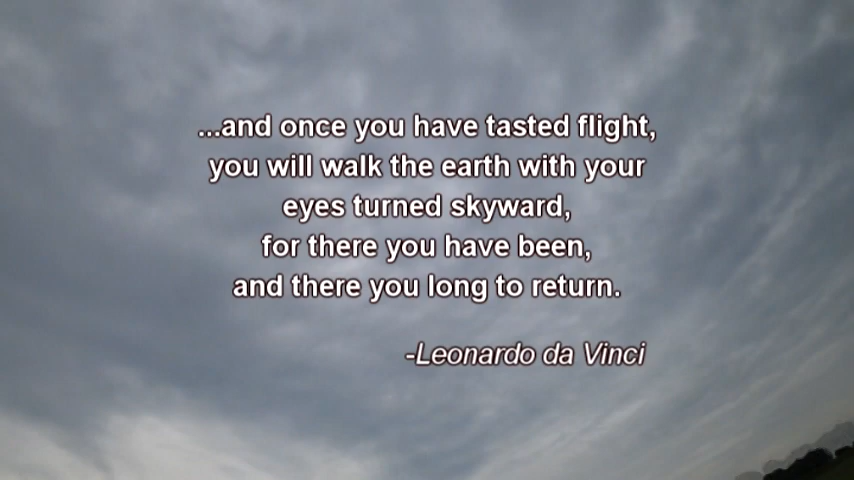 ...and once you have tasted flight,
you will walk the earth with your
eyes turned skyward,
for there you have been,
and there you long to return.
-Leonardo da Vinci